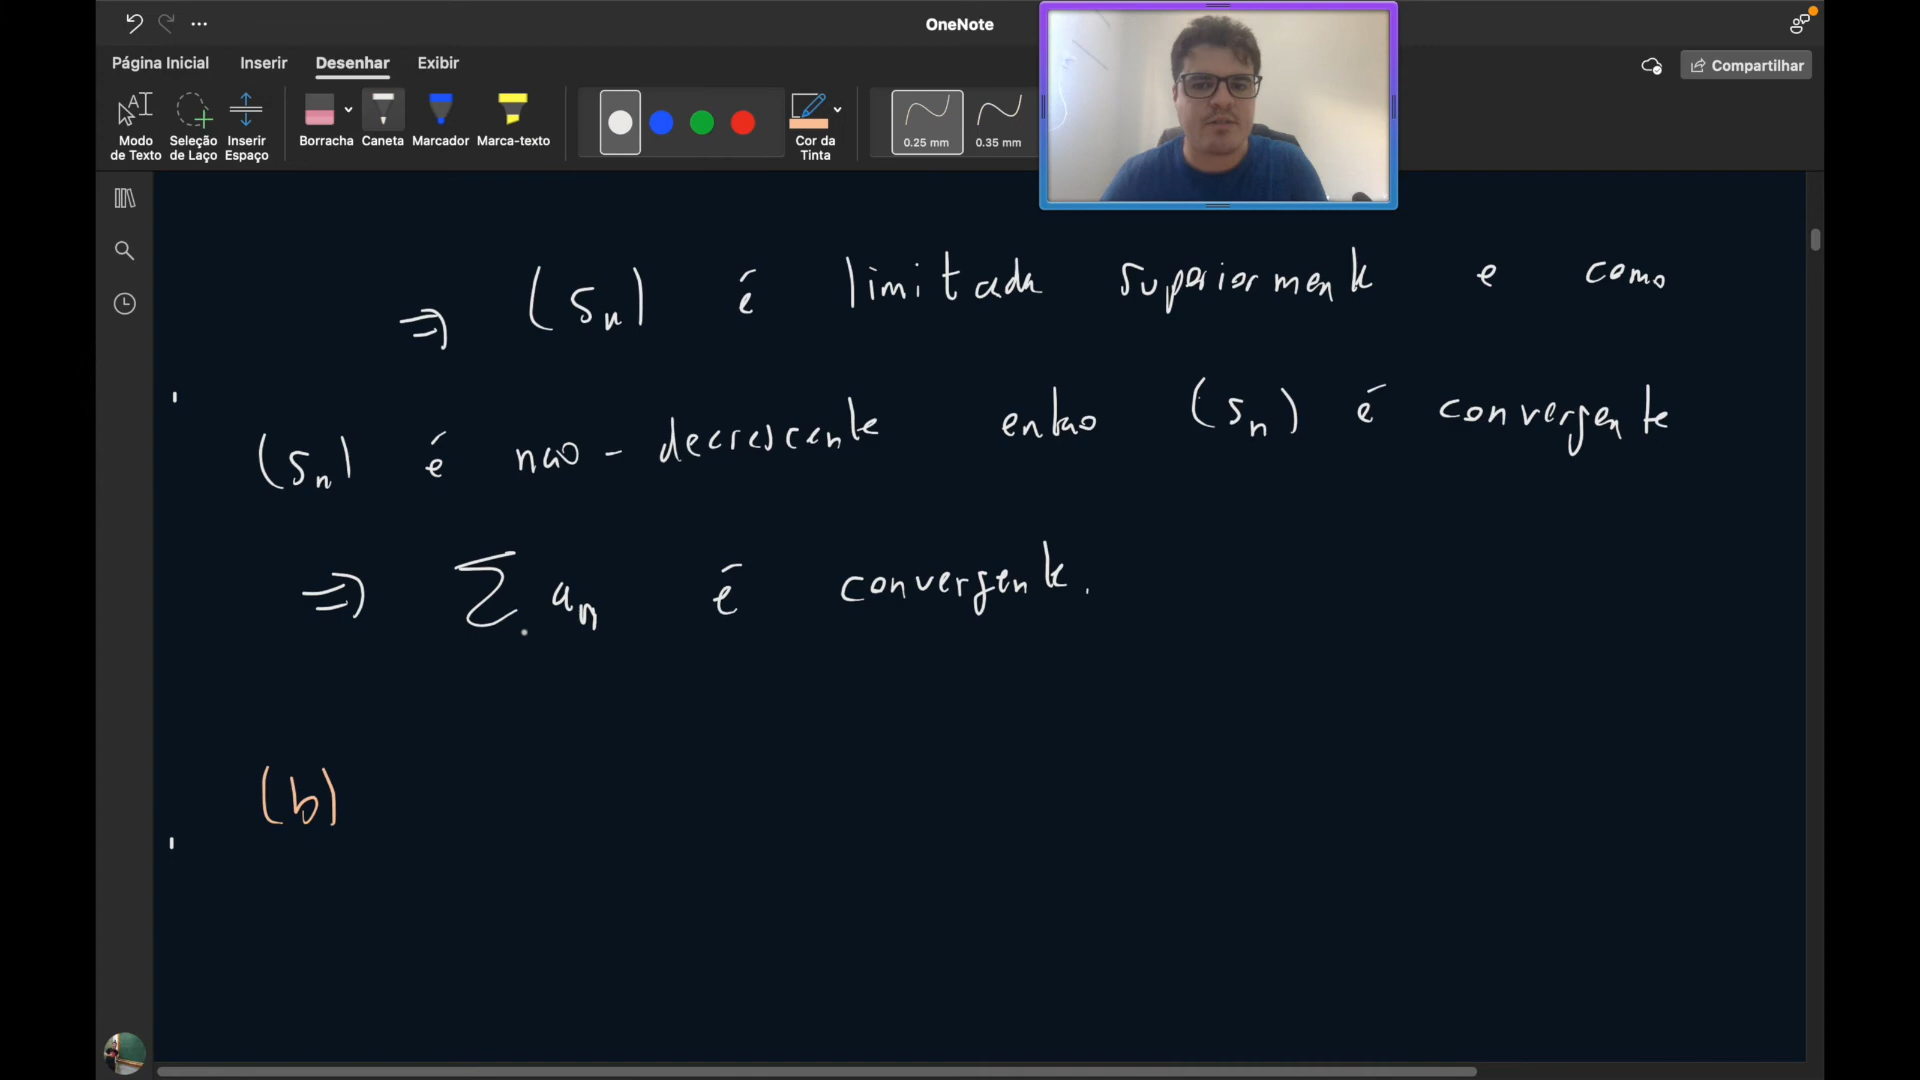 OneNote
Página Inicial Inserir Desenhar Exibir
Compartilhar
Modo de Texto Seleção de Laço Inserir Espaço Borracha Caneta Marcador Marca-texto Cor da Tinta 0.25 mm 0.35 mm
⇒ (Sn) é limitada superiormente e como
(Sn) é não-decrescente entao (Sn) é convergente
⇒ ∑ an é convergente.
(b)